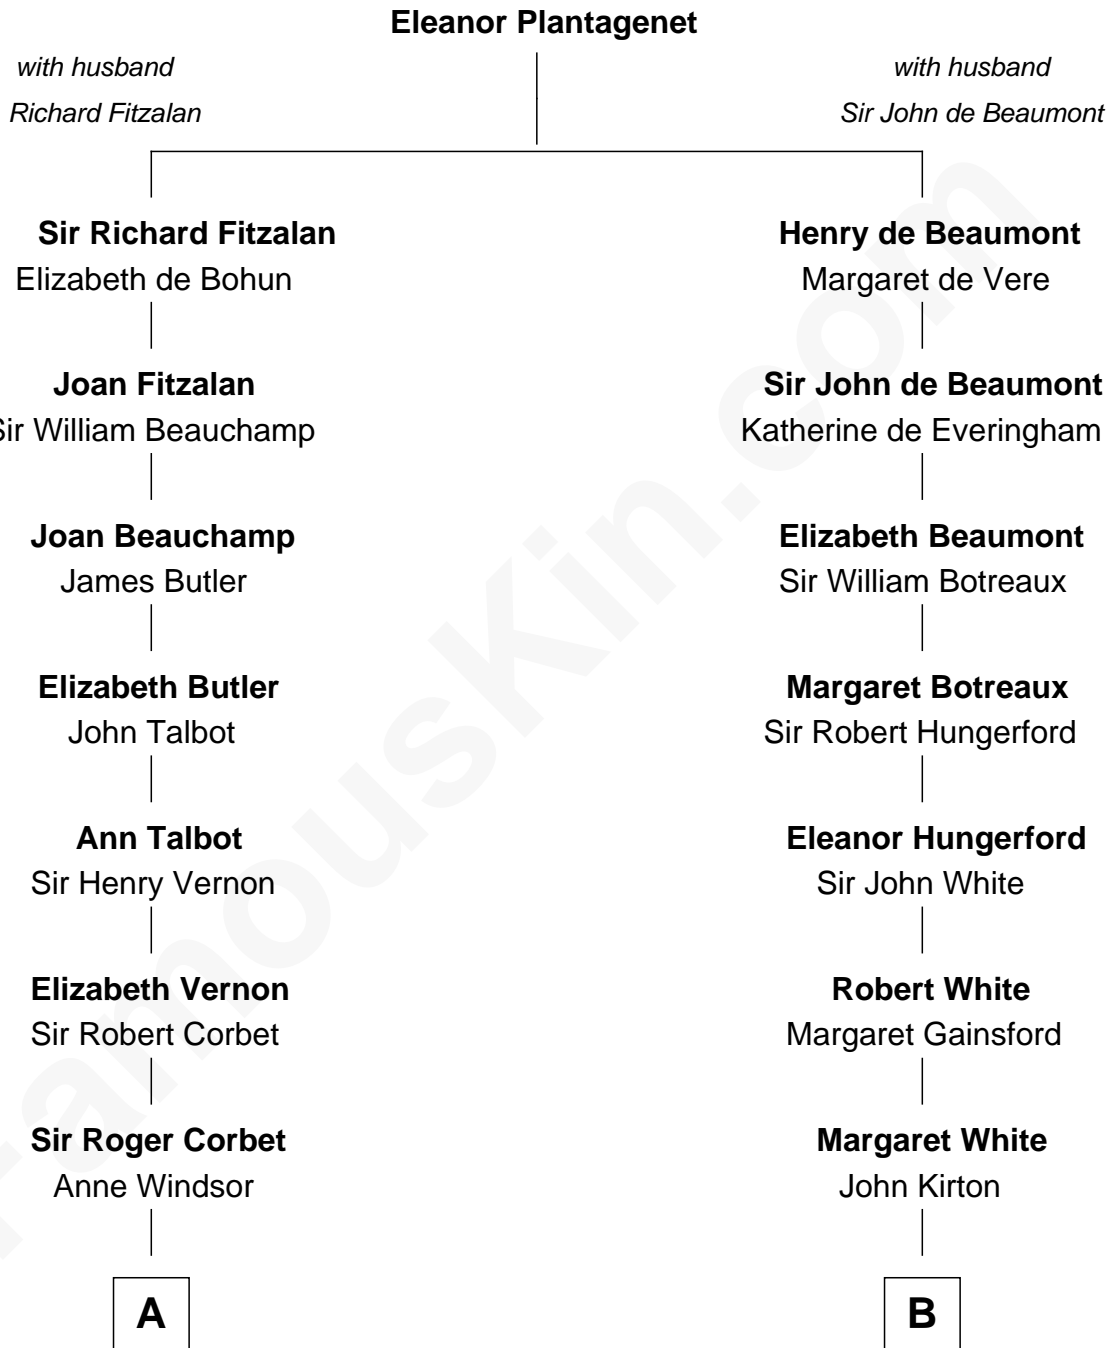 Eleanor Plantagenet
with husband
Richard Fitzalan
with husband
Sir John de Beaumont
Sir Richard Fitzalan
Elizabeth de Bohun
Joan Fitzalan
Sir William Beauchamp
Joan Beauchamp
James Butler
Elizabeth Butler
John Talbot
Ann Talbot
Sir Henry Vernon
Elizabeth Vernon
Sir Robert Corbet
Sir Roger Corbet
Anne Windsor
A
Henry de Beaumont
Margaret de Vere
Sir John de Beaumont
Katherine de Everingham
Elizabeth Beaumont
Sir William Botreaux
Margaret Botreaux
Sir Robert Hungerford
Eleanor Hungerford
Sir John White
Robert White
Margaret Gainsford
Margaret White
John Kirton
B
FamousKin.com